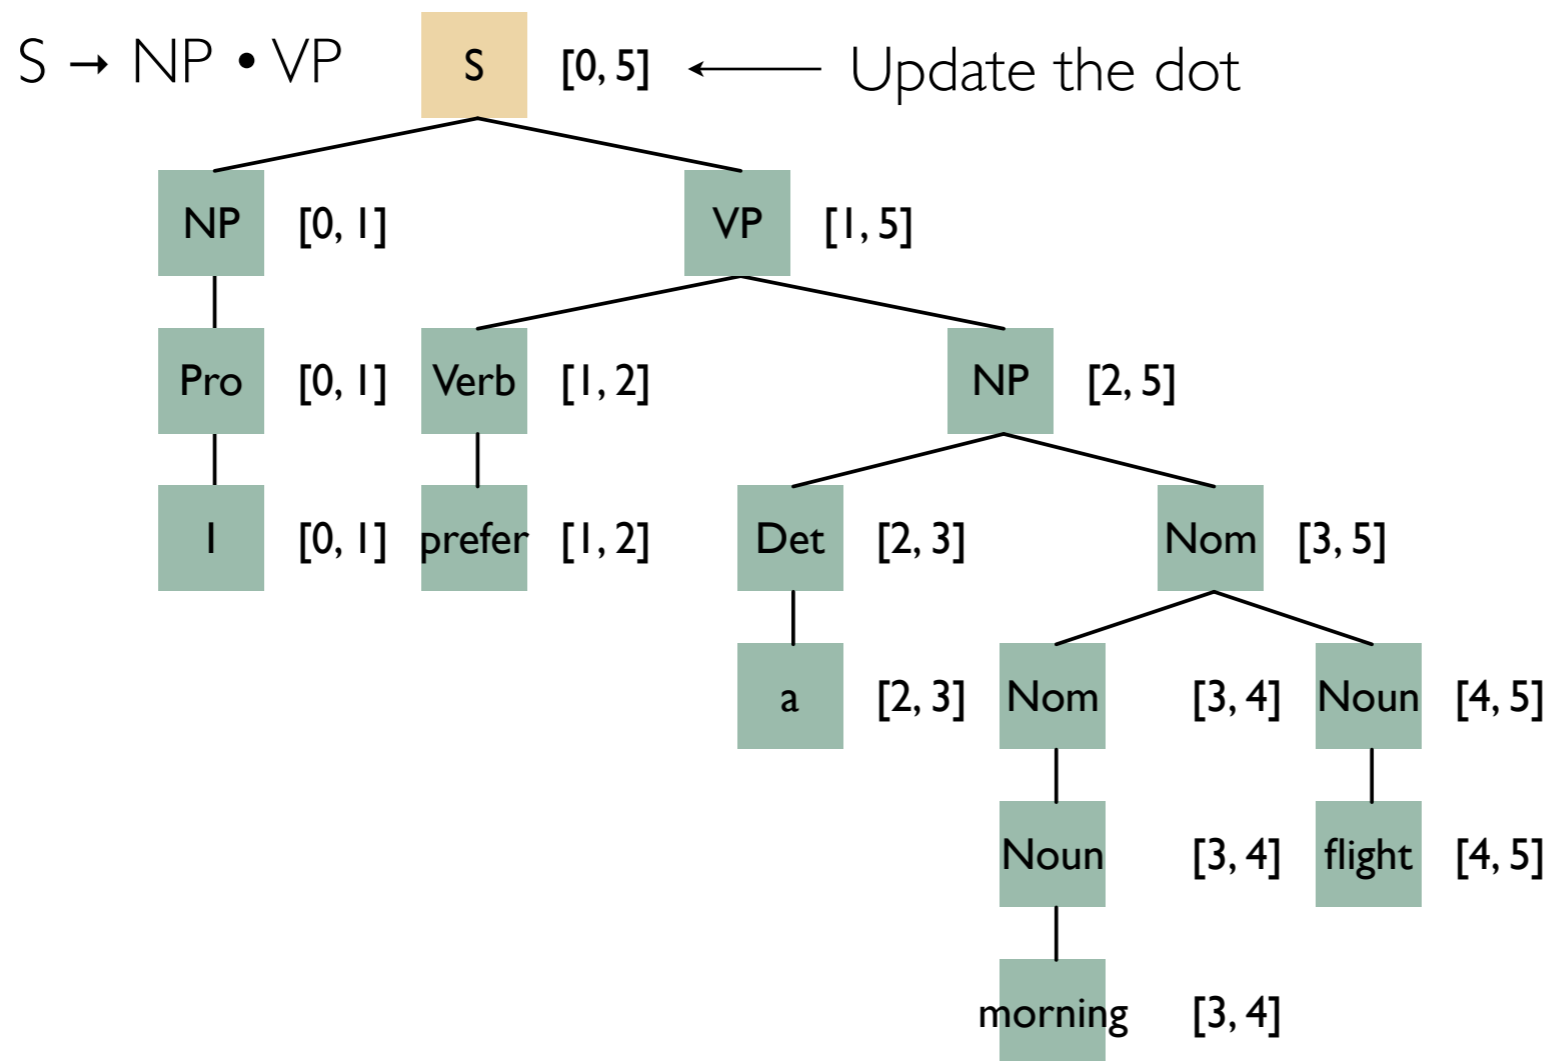 S → NP • VP S [0, 5] ← Update the dot
NP [0, 1] VP [1, 5]
Pro [0, 1] Verb [1, 2] NP [2, 5]
I [0, 1] prefer [1, 2] Det [2, 3] Nom [3, 5]
a [2, 3] Nom [3, 4] Noun [4, 5]
Noun [3, 4] flight [4, 5]
morning [3, 4]